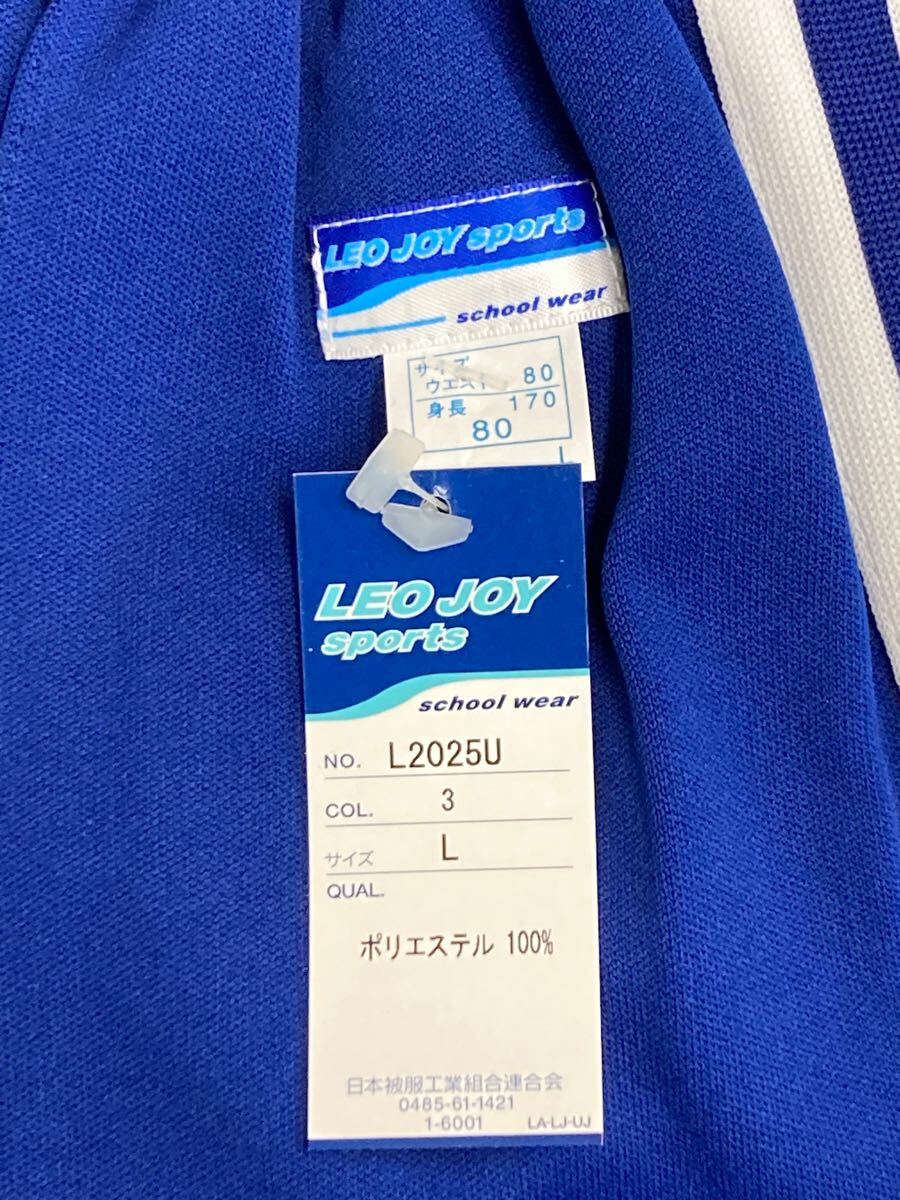 LEO JOY sports
school wear
サイズ
ウエスト 80
身長 170
80
L
LEO JOY
sports
school wear
NO. L2025U
COL. 3
サイズ L
QUAL.
ポリエステル 100%
日本被服工業組合連合会
0485-61-1421
1-6001 LA-LJ-UJ